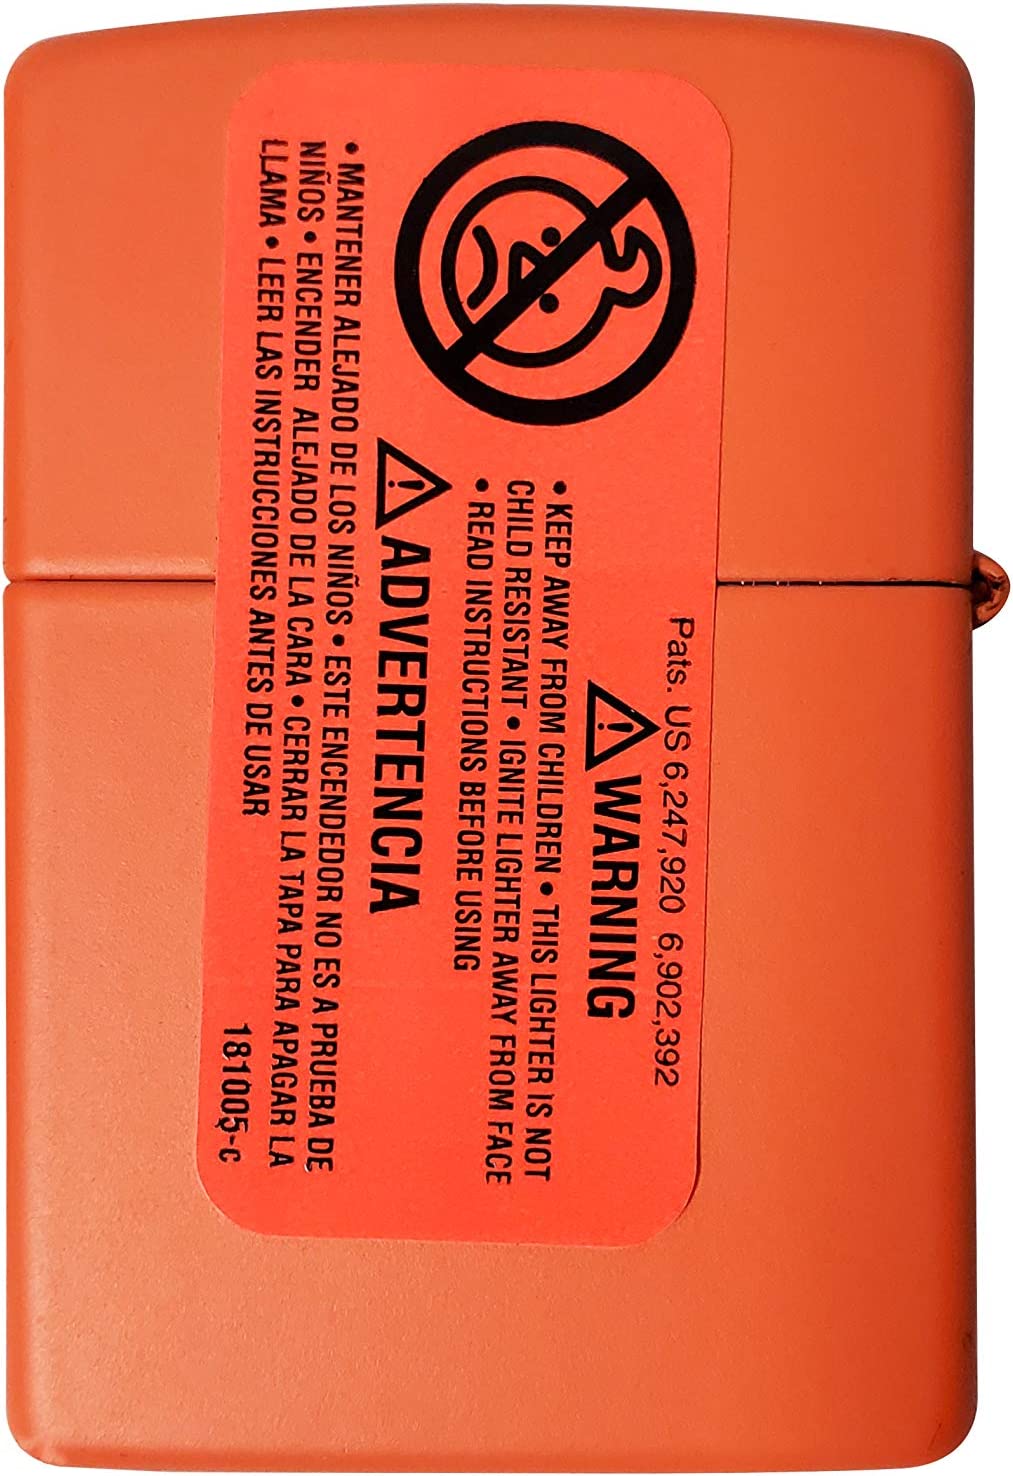 Pats. US 6,247,920 6,902,392
⚠WARNING
• KEEP AWAY FROM CHILDREN • THIS LIGHTER IS NOT
CHILD RESISTANT • IGNITE LIGHTER AWAY FROM FACE
• READ INSTRUCTIONS BEFORE USING
⚠ADVERTENCIA
• MANTENER ALEJADO DE LOS NIÑOS • ESTE ENCENDEDOR NO ES A PRUEBA DE
NIÑOS • ENCENDER ALEJADO DE LA CARA • CERRAR LA TAPA PARA APAGAR LA
LLAMA • LEER LAS INSTRUCCIONES ANTES DE USAR
181005-c